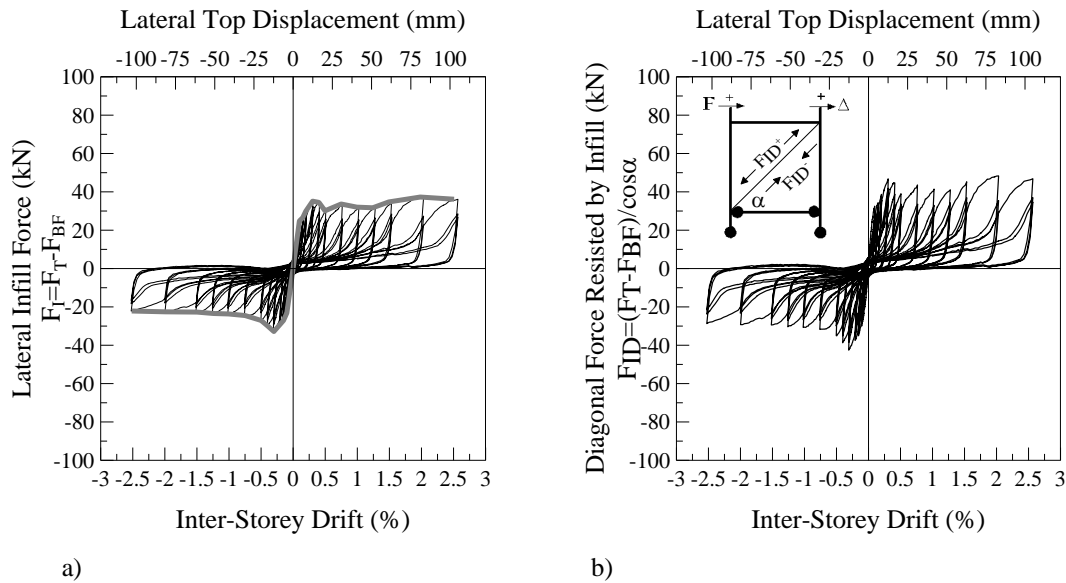 Lateral Top Displacement (mm)
-100 -75 -50 -25 0 25 50 75 100
100
80
60
40
20
0
-20
-40
-60
-80
-100
Lateral Infill Force (kN)
F_I=F_T-F_BF
-3 -2.5 -2 -1.5 -1 -0.5 0 0.5 1 1.5 2 2.5 3
Inter-Storey Drift (%)
a)
Lateral Top Displacement (mm)
-100 -75 -50 -25 0 25 50 75 100
100
80
60
40
20
0
-20
-40
-60
-80
-100
Diagonal Force Resisted by Infill (kN)
F_ID=(F_T-F_BF)/cosα
F + + Δ
F_ID^+
F_ID^-
α
-3 -2.5 -2 -1.5 -1 -0.5 0 0.5 1 1.5 2 2.5 3
Inter-Storey Drift (%)
b)